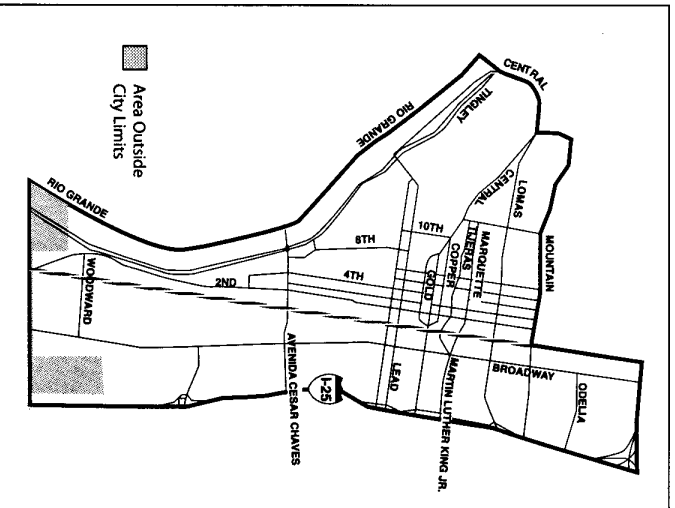 CENTRAL
TINGLEY
RIO GRANDE
CENTRAL
LOMAS
MOUNTAIN
10TH
MARQUETTE
TIJERAS
COPPER
GOLD
8TH
4TH
2ND
RIO GRANDE
WOODWARD
AVENIDA CESAR CHAVES
LEAD
BROADWAY
ODELIA
MARTIN LUTHER KING JR.
I-25
Area Outside
City Limits